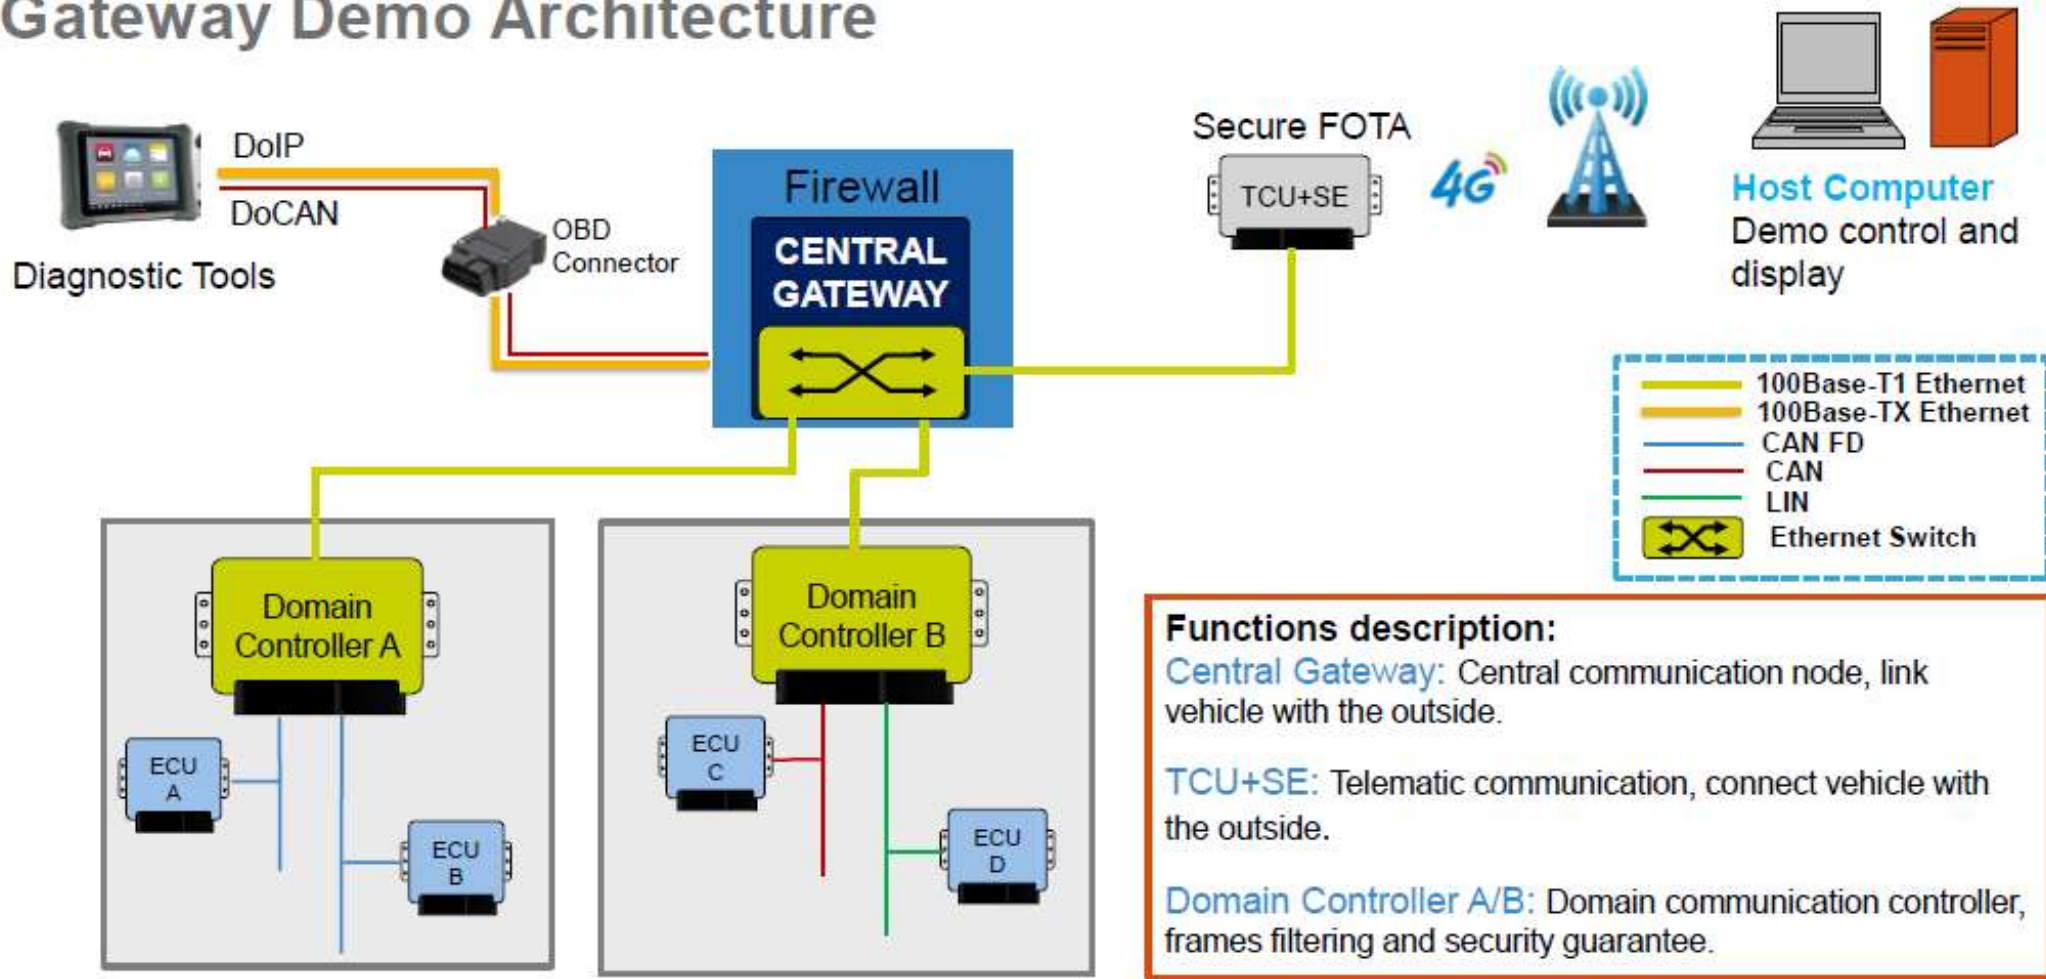 Gateway Demo Architecture
DoIP
DoCAN
Diagnostic Tools
OBD
Connector
Firewall
CENTRAL
GATEWAY
Secure FOTA
TCU+SE
4G
Host Computer
Demo control and
display
100Base-T1 Ethernet
100Base-TX Ethernet
CAN FD
CAN
LIN
Ethernet Switch
Domain
Controller A
ECU
A
ECU
B
Domain
Controller B
ECU
C
ECU
D
Functions description:
Central Gateway: Central communication node, link
vehicle with the outside.
TCU+SE: Telematic communication, connect vehicle with
the outside.
Domain Controller A/B: Domain communication controller,
frames filtering and security guarantee.